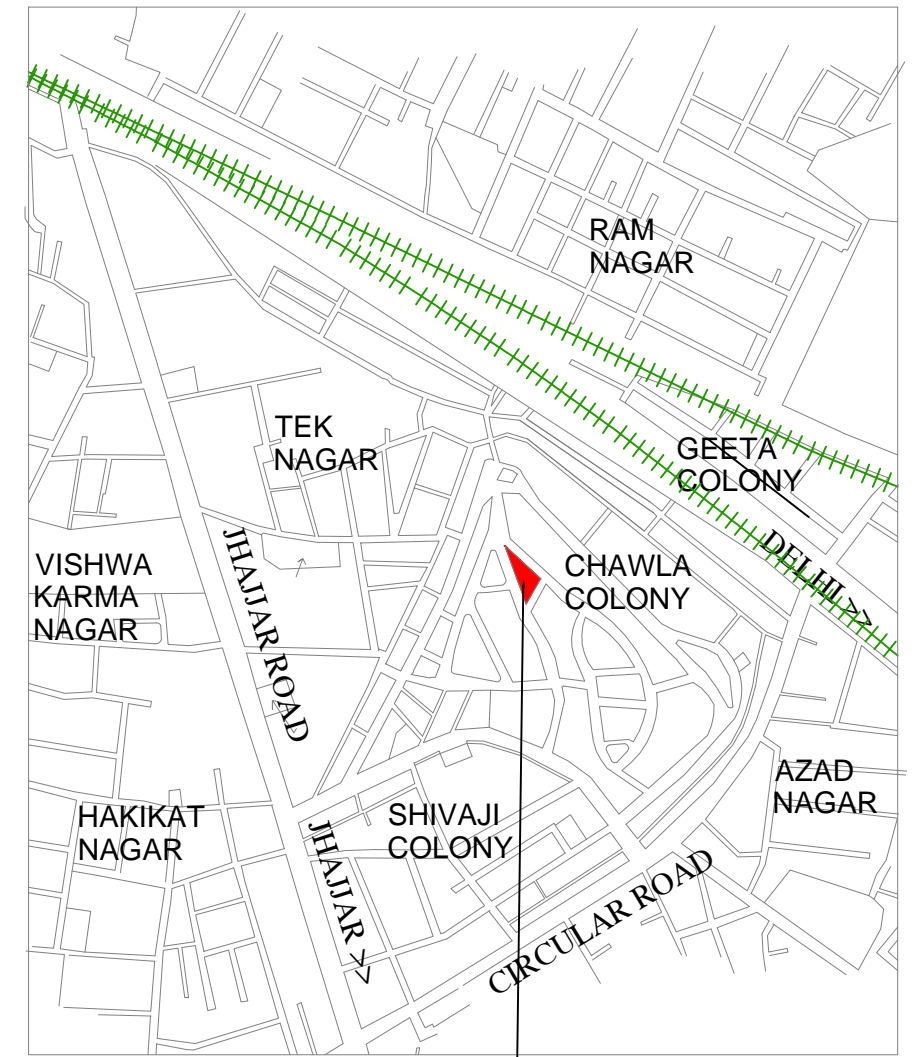 RAM
NAGAR
TEK
NAGAR
GEETA
COLONY
DELHI >>
VISHWA
KARMA
NAGAR
JHAJJAR ROAD
CHAWLA
COLONY
AZAD
NAGAR
HAKIKAT
NAGAR
SHIVAJI
COLONY
JHAJJAR >>
CIRCULAR ROAD